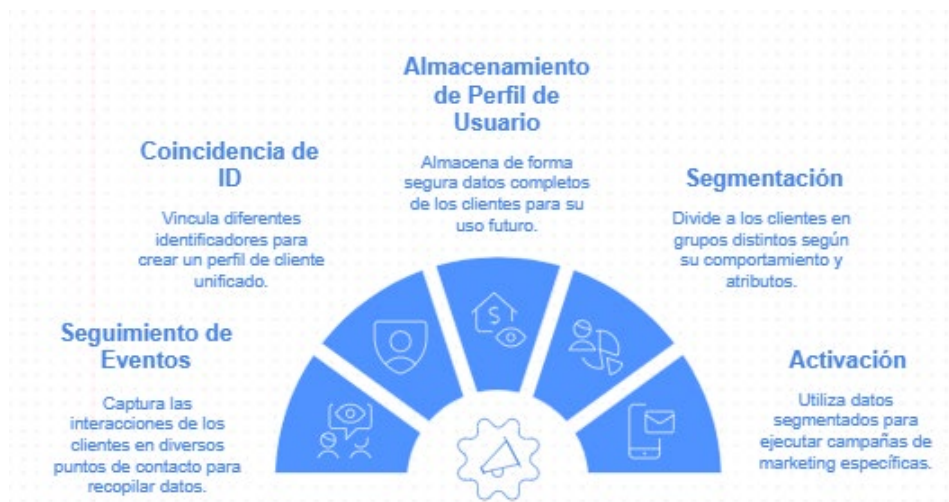 Seguimiento de
Eventos
Captura las
interacciones de los
clientes en diversos
puntos de contacto para
recopilar datos.
Coincidencia de
ID
Vincula diferentes
identificadores para
crear un perfil de cliente
unificado.
Almacenamiento
de Perfil de
Usuario
Almacena de forma
segura datos completos
de los clientes para su
uso futuro.
$
Segmentación
Divide a los clientes en
grupos distintos según
su comportamiento y
atributos.
Activación
Utiliza datos
segmentados para
ejecutar campañas de
marketing específicas.